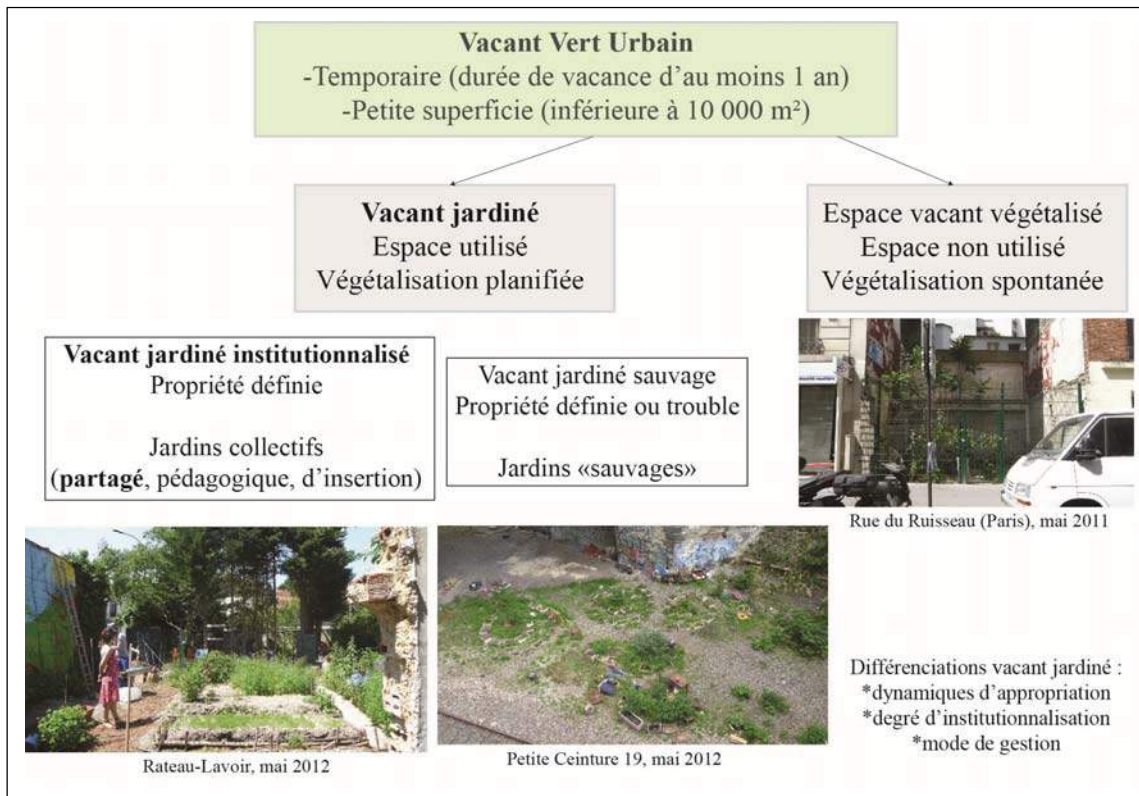 Vacant Vert Urbain
-Temporaire (durée de vacance d’au moins 1 an)
-Petite superficie (inférieure à 10 000 m²)
Vacant jardiné
Espace utilisé
Végétalisation planifiée
Espace vacant végétalisé
Espace non utilisé
Végétalisation spontanée
Vacant jardiné institutionnalisé
Propriété définie
Jardins collectifs
(partagé, pédagogique, d’insertion)
Vacant jardiné sauvage
Propriété définie ou trouble
Jardins «sauvages»
Rue du Ruisseau (Paris), mai 2011
Rateau-Lavoir, mai 2012
Petite Ceinture 19, mai 2012
Différenciations vacant jardiné :
*dynamiques d’appropriation
*degré d’institutionnalisation
*mode de gestion